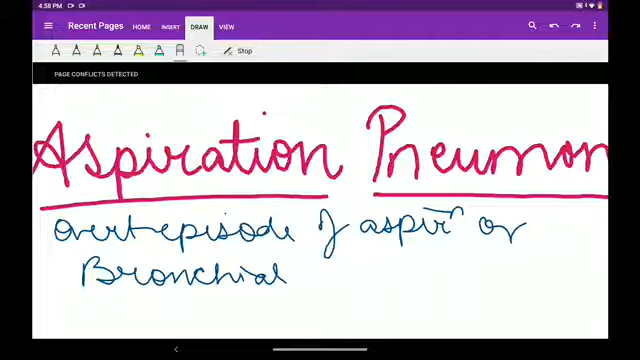 4:58 PM
Recent Pages HOME INSERT DRAW VIEW
Stop
PAGE CONFLICTS DETECTED
Aspiration Pneumon
overt episode of aspirn or
Bronchial